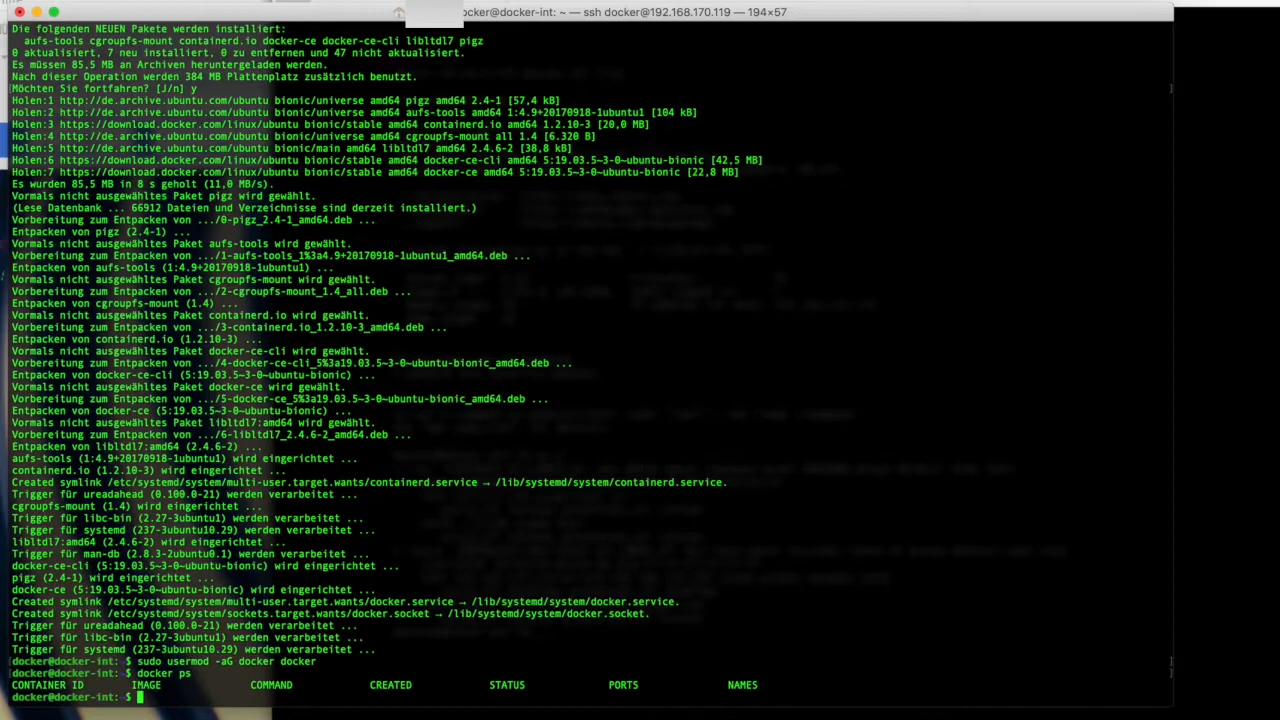 ocker@docker-int: ~ — ssh docker@192.168.170.119 — 194×57
Die folgenden NEUEN Pakete werden installiert:
  aufs-tools cgroupfs-mount containerd.io docker-ce docker-ce-cli libltdl7 pigz
0 aktualisiert, 7 neu installiert, 0 zu entfernen und 47 nicht aktualisiert.
Es müssen 85,5 MB an Archiven heruntergeladen werden.
Nach dieser Operation werden 384 MB Plattenplatz zusätzlich benutzt.
Möchten Sie fortfahren? [J/n] y
Holen:1 http://de.archive.ubuntu.com/ubuntu bionic/universe amd64 pigz amd64 2.4-1 [57,4 kB]
Holen:2 http://de.archive.ubuntu.com/ubuntu bionic/universe amd64 aufs-tools amd64 1:4.9+20170918-1ubuntu1 [104 kB]
Holen:3 https://download.docker.com/linux/ubuntu bionic/stable amd64 containerd.io amd64 1.2.10-3 [20,0 MB]
Holen:4 http://de.archive.ubuntu.com/ubuntu bionic/universe amd64 cgroupfs-mount all 1.4 [6.320 B]
Holen:5 http://de.archive.ubuntu.com/ubuntu bionic/main amd64 libltdl7 amd64 2.4.6-2 [38,8 kB]
Holen:6 https://download.docker.com/linux/ubuntu bionic/stable amd64 docker-ce-cli amd64 5:19.03.5~3-0~ubuntu-bionic [42,5 MB]
Holen:7 https://download.docker.com/linux/ubuntu bionic/stable amd64 docker-ce amd64 5:19.03.5~3-0~ubuntu-bionic [22,8 MB]
Es wurden 85,5 MB in 8 s geholt (11,0 MB/s).
Vormals nicht ausgewähltes Paket pigz wird gewählt.
(Lese Datenbank ... 66912 Dateien und Verzeichnisse sind derzeit installiert.)
Vorbereitung zum Entpacken von .../0-pigz_2.4-1_amd64.deb ...
Entpacken von pigz (2.4-1) ...
Vormals nicht ausgewähltes Paket aufs-tools wird gewählt.
Vorbereitung zum Entpacken von .../1-aufs-tools_1%3a4.9+20170918-1ubuntu1_amd64.deb ...
Entpacken von aufs-tools (1:4.9+20170918-1ubuntu1) ...
Vormals nicht ausgewähltes Paket cgroupfs-mount wird gewählt.
Vorbereitung zum Entpacken von .../2-cgroupfs-mount_1.4_all.deb ...
Entpacken von cgroupfs-mount (1.4) ...
Vormals nicht ausgewähltes Paket containerd.io wird gewählt.
Vorbereitung zum Entpacken von .../3-containerd.io_1.2.10-3_amd64.deb ...
Entpacken von containerd.io (1.2.10-3) ...
Vormals nicht ausgewähltes Paket docker-ce-cli wird gewählt.
Vorbereitung zum Entpacken von .../4-docker-ce-cli_5%3a19.03.5~3-0~ubuntu-bionic_amd64.deb ...
Entpacken von docker-ce-cli (5:19.03.5~3-0~ubuntu-bionic) ...
Vormals nicht ausgewähltes Paket docker-ce wird gewählt.
Vorbereitung zum Entpacken von .../5-docker-ce_5%3a19.03.5~3-0~ubuntu-bionic_amd64.deb ...
Entpacken von docker-ce (5:19.03.5~3-0~ubuntu-bionic) ...
Vormals nicht ausgewähltes Paket libltdl7:amd64 wird gewählt.
Vorbereitung zum Entpacken von .../6-libltdl7_2.4.6-2_amd64.deb ...
Entpacken von libltdl7:amd64 (2.4.6-2) ...
aufs-tools (1:4.9+20170918-1ubuntu1) wird eingerichtet ...
containerd.io (1.2.10-3) wird eingerichtet ...
Created symlink /etc/systemd/system/multi-user.target.wants/containerd.service → /lib/systemd/system/containerd.service.
Trigger für ureadahead (0.100.0-21) werden verarbeitet ...
cgroupfs-mount (1.4) wird eingerichtet ...
Trigger für libc-bin (2.27-3ubuntu1) werden verarbeitet ...
Trigger für systemd (237-3ubuntu10.29) werden verarbeitet ...
libltdl7:amd64 (2.4.6-2) wird eingerichtet ...
Trigger für man-db (2.8.3-2ubuntu0.1) werden verarbeitet ...
docker-ce-cli (5:19.03.5~3-0~ubuntu-bionic) wird eingerichtet ...
pigz (2.4-1) wird eingerichtet ...
docker-ce (5:19.03.5~3-0~ubuntu-bionic) wird eingerichtet ...
Created symlink /etc/systemd/system/multi-user.target.wants/docker.service → /lib/systemd/system/docker.service.
Created symlink /etc/systemd/system/sockets.target.wants/docker.socket → /lib/systemd/system/docker.socket.
Trigger für ureadahead (0.100.0-21) werden verarbeitet ...
Trigger für libc-bin (2.27-3ubuntu1) werden verarbeitet ...
Trigger für systemd (237-3ubuntu10.29) werden verarbeitet ...
docker@docker-int:~$ sudo usermod -aG docker docker
docker@docker-int:~$ docker ps
CONTAINER ID        IMAGE               COMMAND             CREATED             STATUS              PORTS               NAMES
docker@docker-int:~$